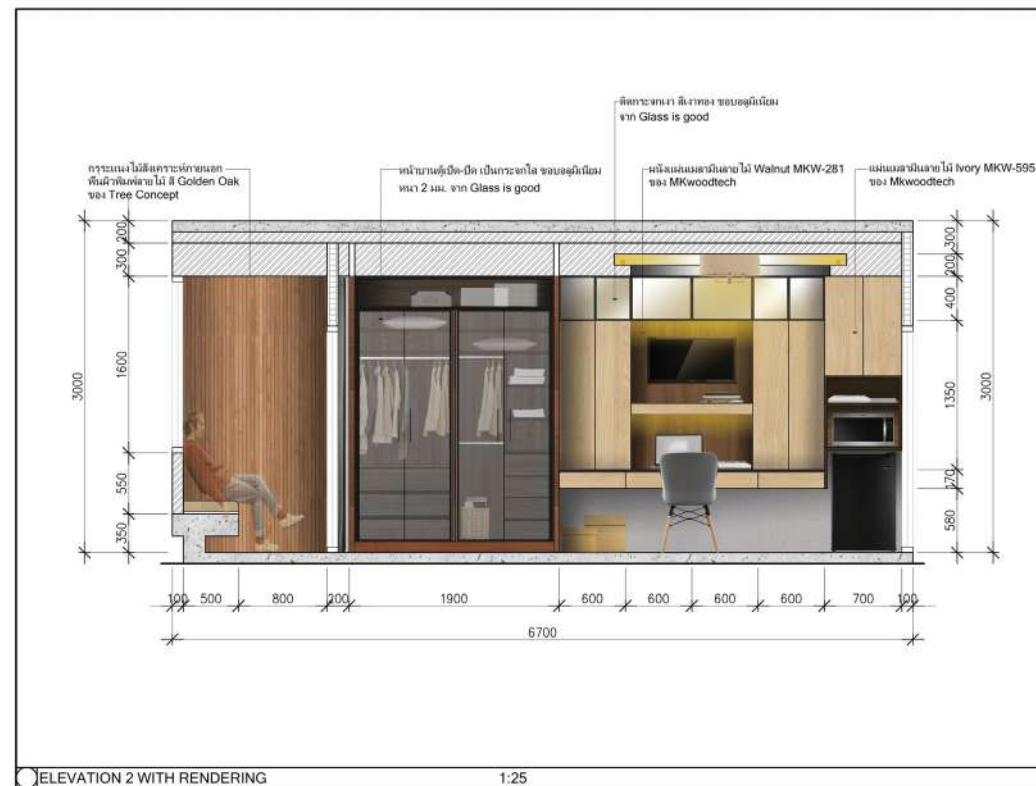 ติดกระจกเงา สีเงาทอง ขอบอลูมิเนียม
จาก Glass is good
กรุระแนงไม้สังเคราะห์ภายนอก
พื้นผิวพิมพ์ลายไม้ สี Golden Oak
ของ Tree Concept
หน้าบานตู้เปิด-ปิด เป็นกระจกใส ขอบอลูมิเนียม
หนา 2 มม. จาก Glass is good
ผนังแผ่นเมลามีนลายไม้ Walnut MKW-281
ของ MKwoodtech
แผ่นเมลามีนลายไม้ Ivory MKW-595
ของ Mkwoodtech
3000
200
300
1600
550
350
300
200
400
1350
170
580
3000
100 500 800 200 1900 600 600 600 600 700 100
6700
ELEVATION 2 WITH RENDERING 1:25